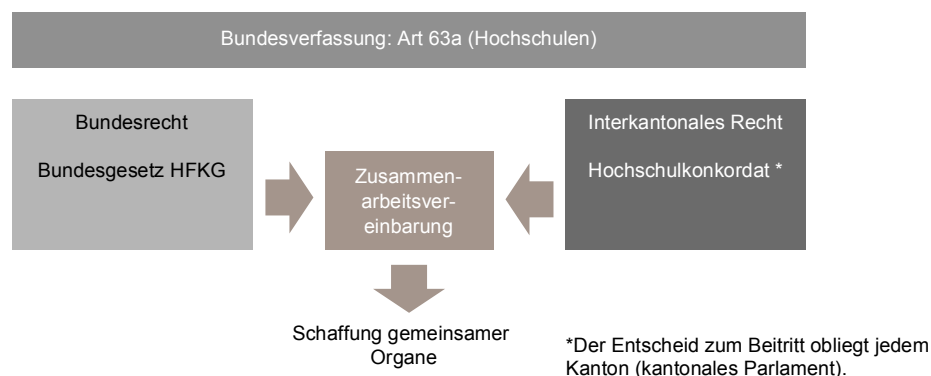 Bundesverfassung: Art 63a (Hochschulen)
Bundesrecht
Bundesgesetz HFKG
Zusammen-
arbeitsver-
einbarung
Interkantonales Recht
Hochschulkonkordat *
Schaffung gemeinsamer
Organe
*Der Entscheid zum Beitritt obliegt jedem
Kanton (kantonales Parlament).